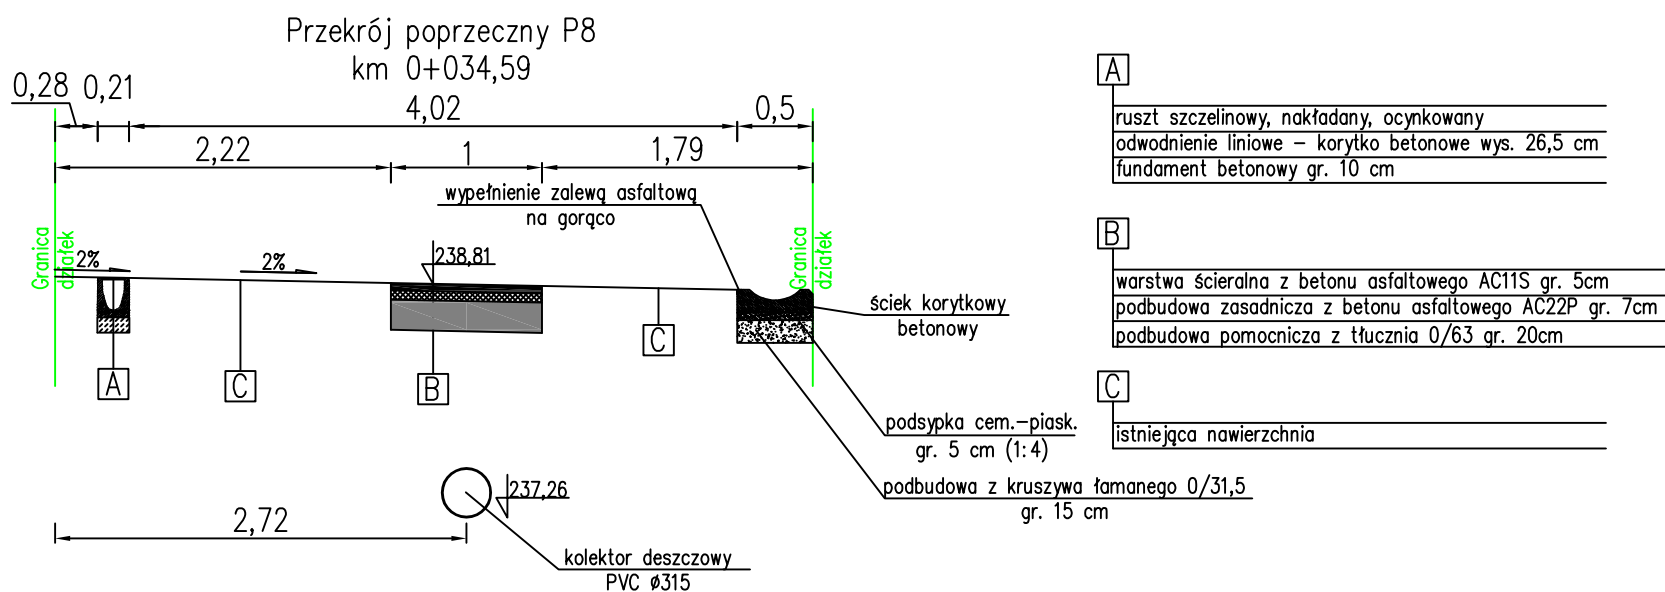 Przekrój poprzeczny P8
km 0+034,59
0,28
0,21
4,02
0,5
2,22
1
1,79
wypełnienie zalewą asfaltową
na gorąco
Granica
działek
2%
2%
238,81
Granica
działek
ściek korytkowy
betonowy
A
C
B
C
podsypka cem.-piask.
gr. 5 cm (1:4)
podbudowa z kruszywa łamanego 0/31,5
gr. 15 cm
237,26
2,72
kolektor deszczowy
PVC ø315
A
ruszt szczelinowy, nakładany, ocynkowany
odwodnienie liniowe – korytko betonowe wys. 26,5 cm
fundament betonowy gr. 10 cm
B
warstwa ścieralna z betonu asfaltowego AC11S gr. 5cm
podbudowa zasadnicza z betonu asfaltowego AC22P gr. 7cm
podbudowa pomocnicza z tłucznia 0/63 gr. 20cm
C
istniejąca nawierzchnia